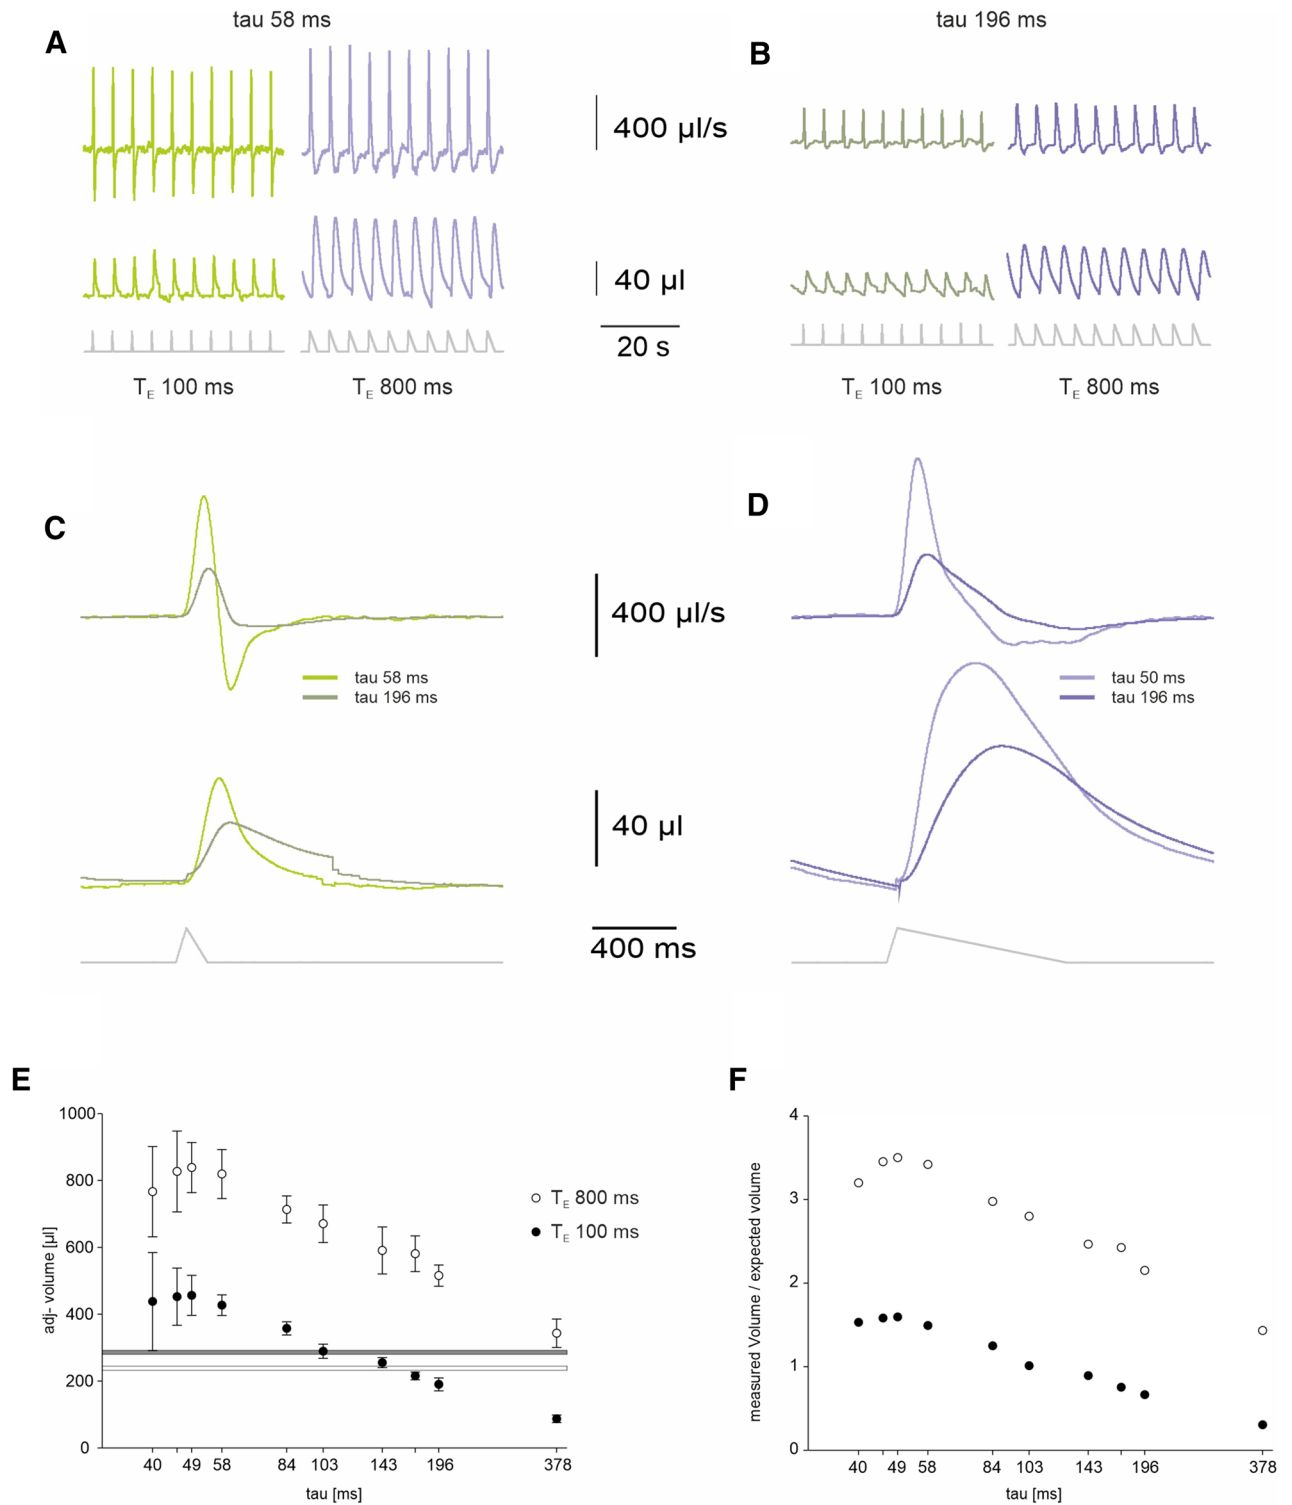 A
tau 58 ms
400 µl/s
40 µl
20 s
T_E 100 ms
T_E 800 ms
B
tau 196 ms
T_E 100 ms
T_E 800 ms
C
400 µl/s
tau 58 ms
tau 196 ms
40 µl
400 ms
D
tau 50 ms
tau 196 ms
E
adj- volume [µl]
1000
800
600
400
200
0
40
49
58
84
103
143
196
378
tau [ms]
T_E 800 ms
T_E 100 ms
F
measured Volume / expected volume
4
3
2
1
0
40
49
58
84
103
143
196
378
tau [ms]